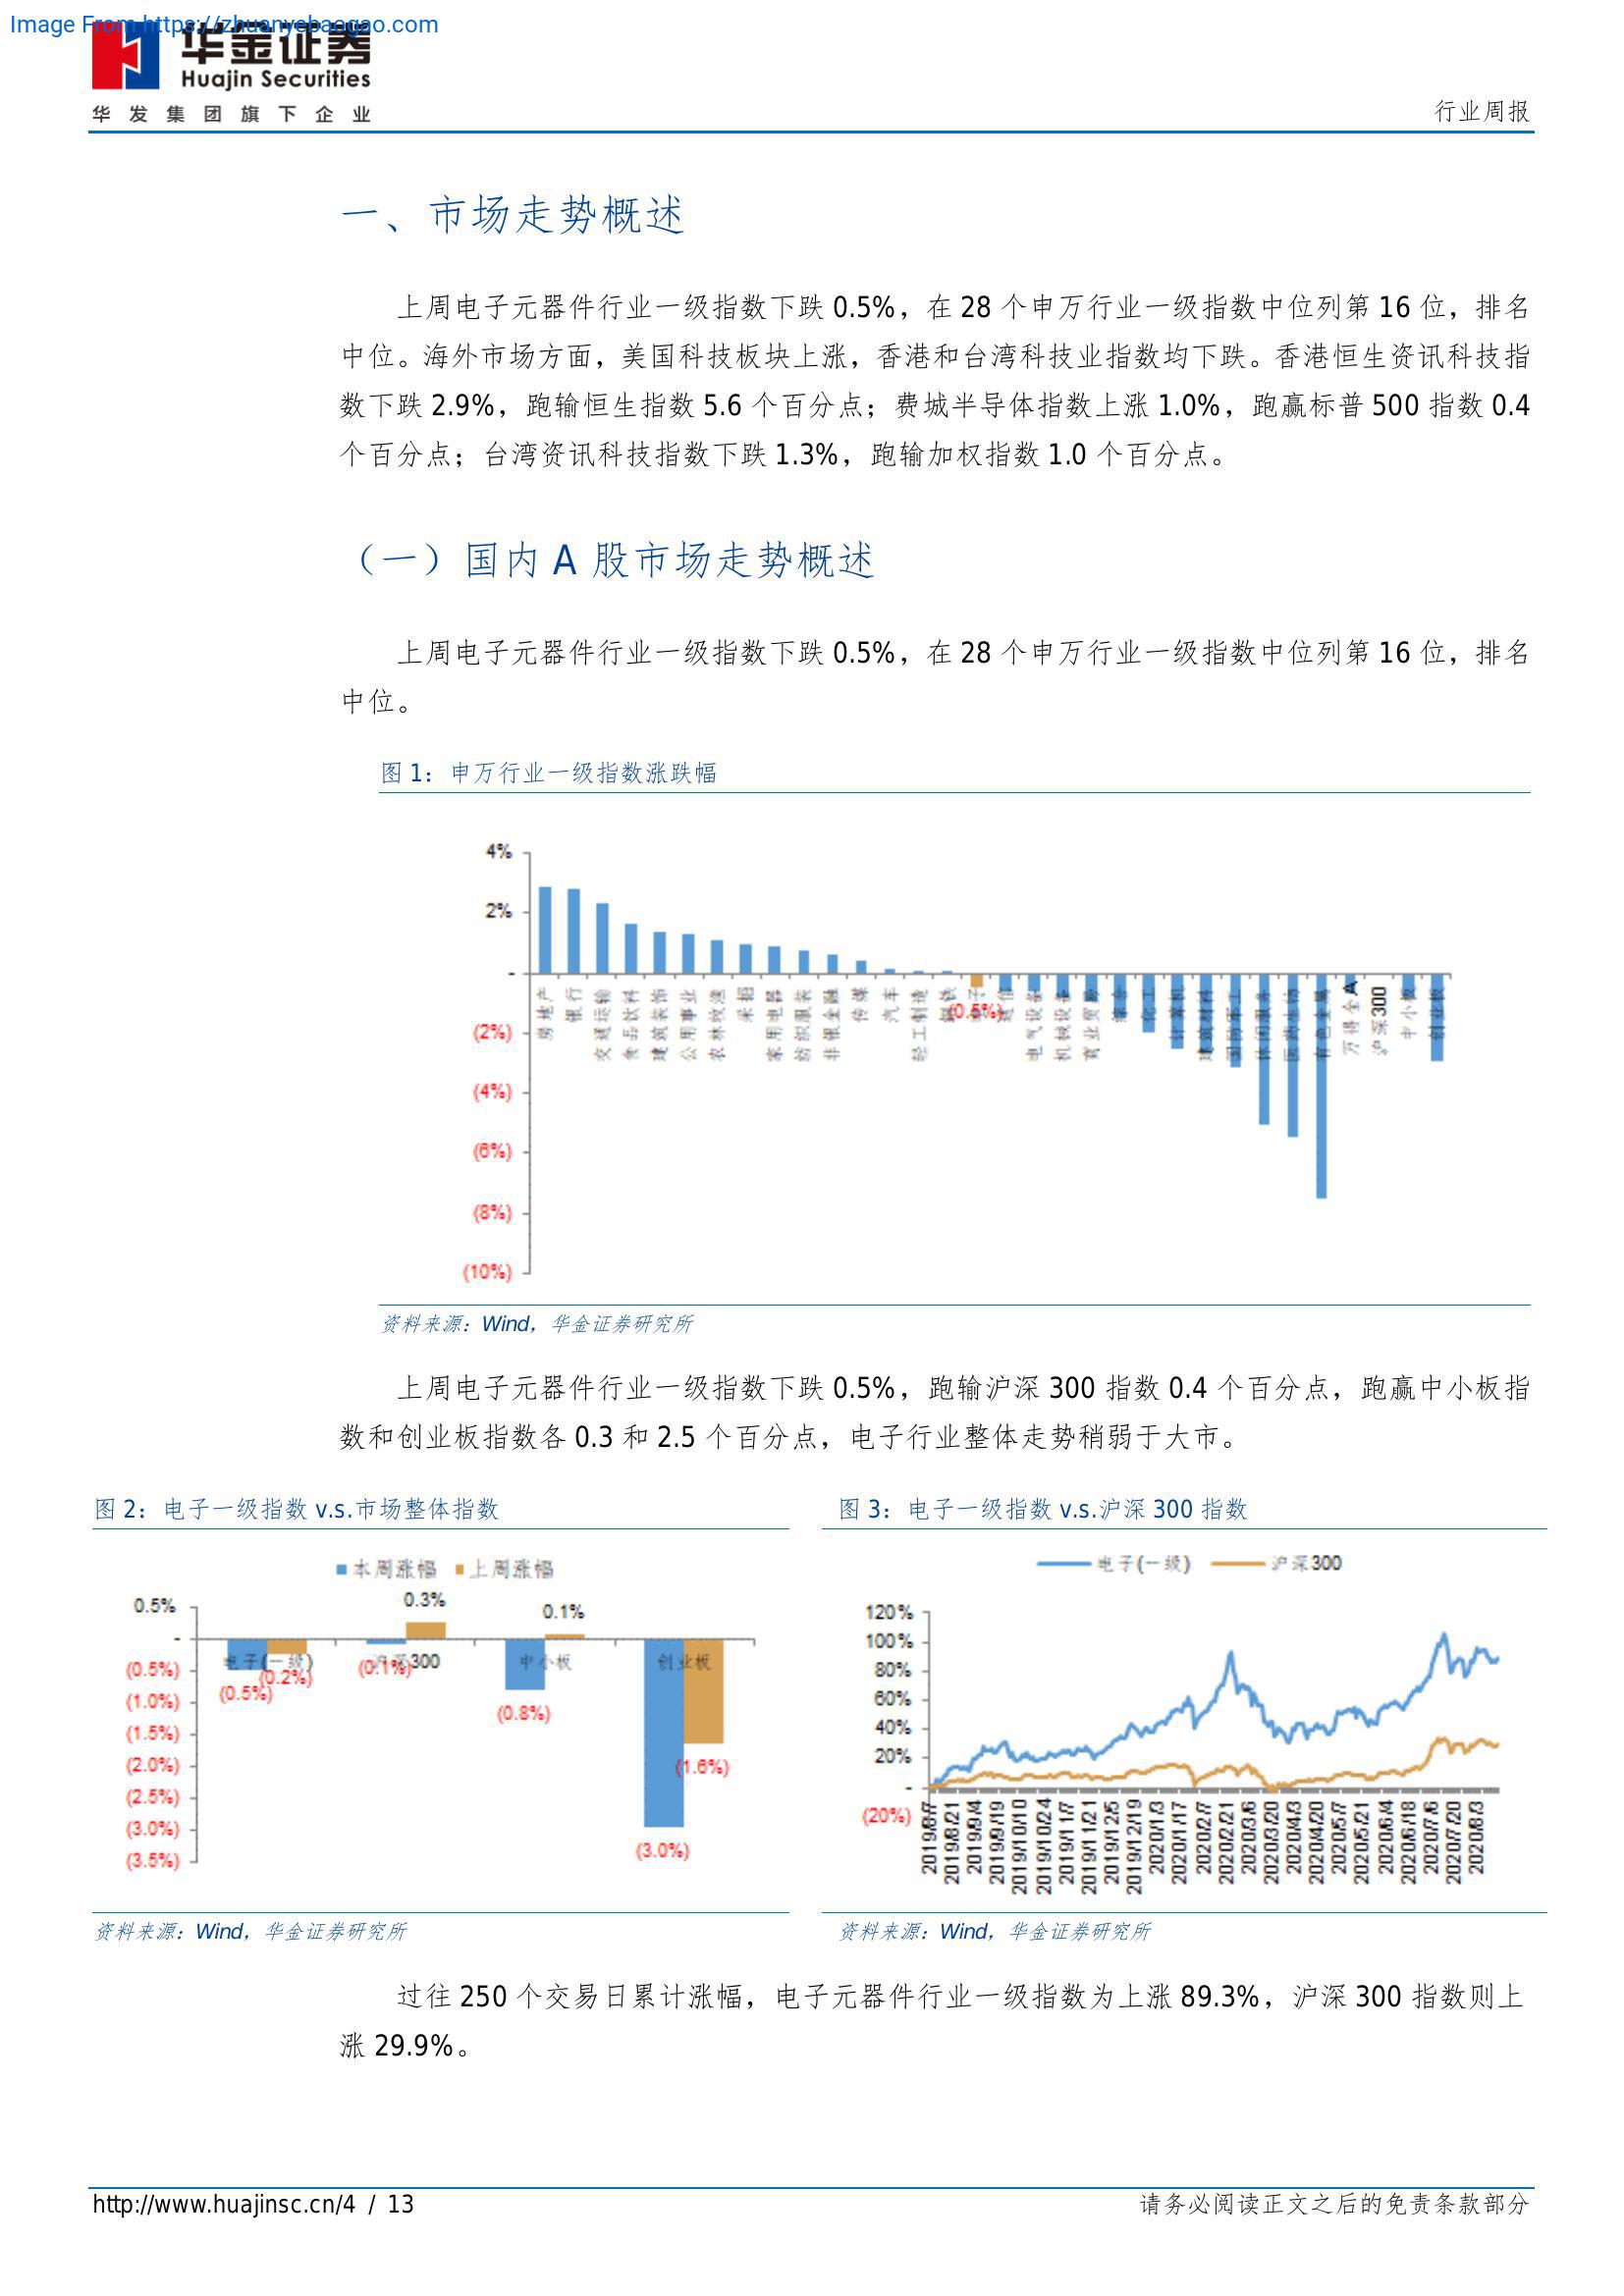 Image From https://zhuanyebaogao.com
华金证券
Huajin Securities
华发集团旗下企业
行业周报
一、市场走势概述
上周电子元器件行业一级指数下跌 0.5%，在 28 个申万行业一级指数中位列第 16 位，排名
中位。海外市场方面，美国科技板块上涨，香港和台湾科技业指数均下跌。香港恒生资讯科技指
数下跌 2.9%，跑输恒生指数 5.6 个百分点；费城半导体指数上涨 1.0%，跑赢标普 500 指数 0.4
个百分点；台湾资讯科技指数下跌 1.3%，跑输加权指数 1.0 个百分点。
（一）国内 A 股市场走势概述
上周电子元器件行业一级指数下跌 0.5%，在 28 个申万行业一级指数中位列第 16 位，排名
中位。
图 1：申万行业一级指数涨跌幅
4%
2%
-
(2%)
(4%)
(6%)
(8%)
(10%)
(0.5%)
房地产
银行
交通运输
食品饮料
建筑装饰
公用事业
农林牧渔
采掘
家用电器
纺织服装
非银金融
传媒
汽车
轻工制造
钢铁
电子
通信
电气设备
机械设备
商业贸易
综合
化工
计算机
建筑材料
国防军工
休闲服务
医药生物
有色金属
万得全A
沪深300
中小板
创业板
资料来源：Wind，华金证券研究所
上周电子元器件行业一级指数下跌 0.5%，跑输沪深 300 指数 0.4 个百分点，跑赢中小板指
数和创业板指数各 0.3 和 2.5 个百分点，电子行业整体走势稍弱于大市。
图 2：电子一级指数 v.s.市场整体指数
本周涨幅 上周涨幅
0.5%
-
(0.5%)
(1.0%)
(1.5%)
(2.0%)
(2.5%)
(3.0%)
(3.5%)
0.3%
0.1%
电子(一级) 沪深300 中小板 创业板
(0.5%)
(0.2%)
(0.1%)
(0.8%)
(3.0%)
(1.6%)
资料来源：Wind，华金证券研究所
图 3：电子一级指数 v.s.沪深 300 指数
电子(一级) 沪深300
120%
100%
80%
60%
40%
20%
-
(20%)
2019/8/7
2019/8/21
2019/9/4
2019/9/19
2019/10/10
2019/10/24
2019/11/7
2019/11/21
2019/12/5
2019/12/19
2020/1/3
2020/1/17
2020/2/7
2020/2/21
2020/3/6
2020/3/20
2020/4/3
2020/4/20
2020/5/7
2020/5/21
2020/6/4
2020/6/18
2020/7/6
2020/7/20
2020/8/3
资料来源：Wind，华金证券研究所
过往 250 个交易日累计涨幅，电子元器件行业一级指数为上涨 89.3%，沪深 300 指数则上
涨 29.9%。
http://www.huajinsc.cn/4 / 13
请务必阅读正文之后的免责条款部分